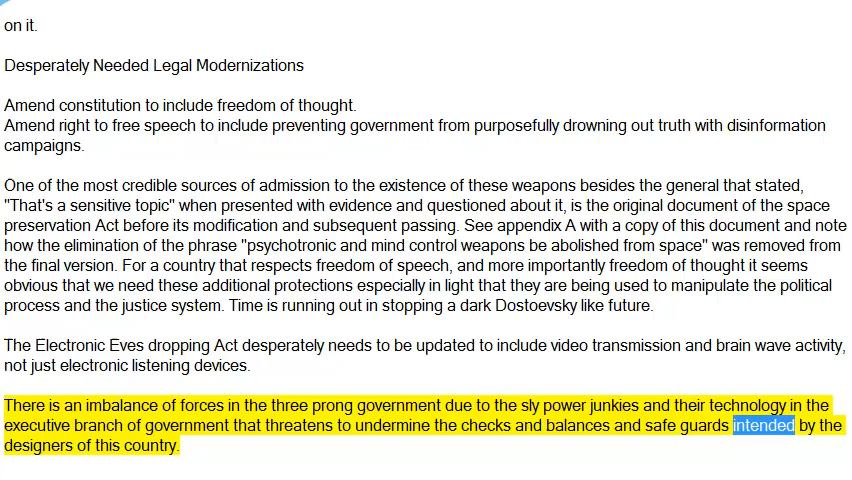 on it.
Desperately Needed Legal Modernizations
Amend constitution to include freedom of thought.
Amend right to free speech to include preventing government from purposefully drowning out truth with disinformation
campaigns.
One of the most credible sources of admission to the existence of these weapons besides the general that stated,
"That's a sensitive topic" when presented with evidence and questioned about it, is the original document of the space
preservation Act before its modification and subsequent passing. See appendix A with a copy of this document and note
how the elimination of the phrase "psychotronic and mind control weapons be abolished from space" was removed from
the final version. For a country that respects freedom of speech, and more importantly freedom of thought it seems
obvious that we need these additional protections especially in light that they are being used to manipulate the political
process and the justice system. Time is running out in stopping a dark Dostoevsky like future.
The Electronic Eves dropping Act desperately needs to be updated to include video transmission and brain wave activity,
not just electronic listening devices.
There is an imbalance of forces in the three prong government due to the sly power junkies and their technology in the
executive branch of government that threatens to undermine the checks and balances and safe guards intended by the
designers of this country.